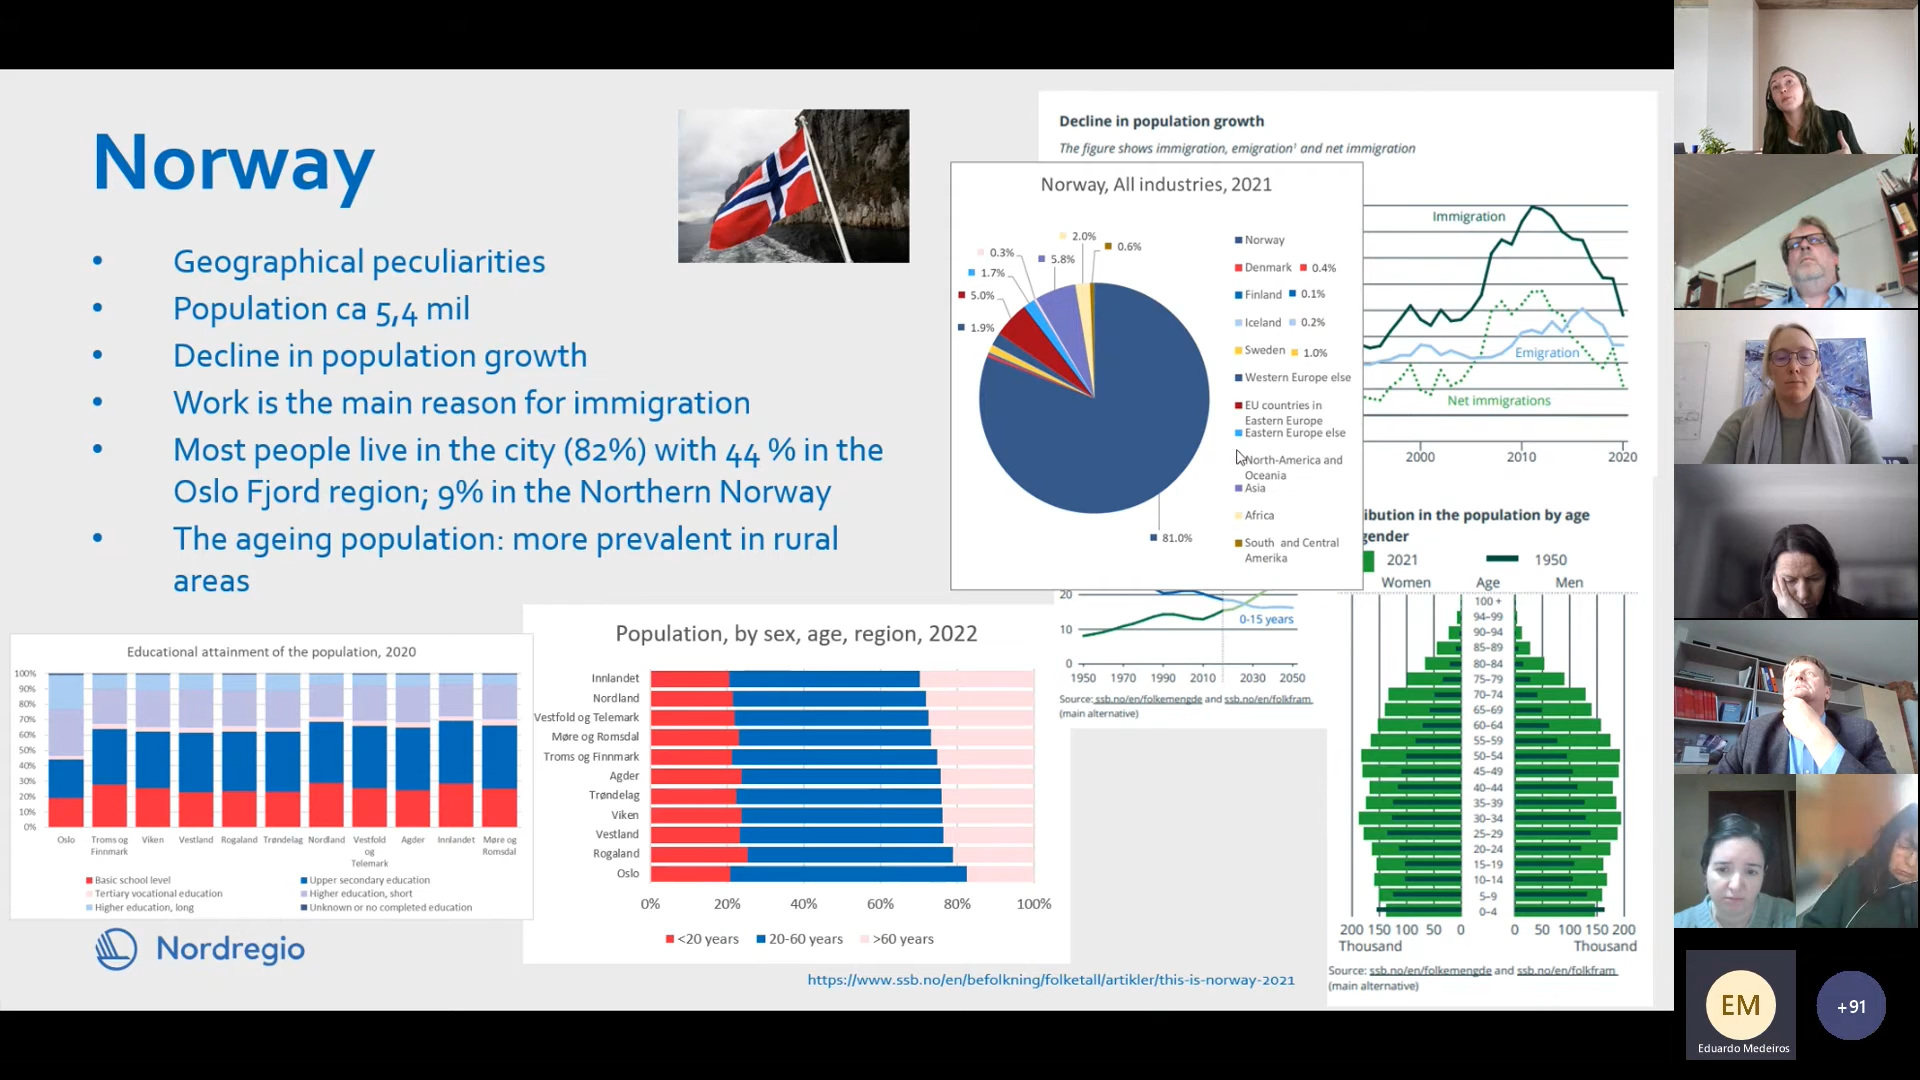 Norway
• Geographical peculiarities
• Population ca 5,4 mil
• Decline in population growth
• Work is the main reason for immigration
• Most people live in the city (82%) with 44 % in the
Oslo Fjord region; 9% in the Northern Norway
• The ageing population: more prevalent in rural
areas
Decline in population growth
The figure shows immigration, emigration¹ and net immigration
Immigration
Emigration
Net immigrations
2000 2010 2020
Norway, All industries, 2021
2.0%
0.6%
0.3%
5.8%
1.7%
5.0%
1.9%
81.0%
Norway
Denmark 0.4%
Finland 0.1%
Iceland 0.2%
Sweden 1.0%
Western Europe else
EU countries in
Eastern Europe
Eastern Europe else
North-America and
Oceania
Asia
Africa
South and Central
Amerika
20
10
0
0-15 years
1950 1970 1990 2010 2030 2050
Source: ssb.no/en/folkemengde and ssb.no/en/folkfram
(main alternative)
ibution in the population by age
gender
2021 1950
Women Age Men
100 +
94–99
90–94
85–89
80–84
75–79
70–74
65–69
60–64
55–59
50–54
45–49
40–44
35–39
30–34
25–29
20–24
15–19
10–14
5–9
0–4
200 150 100 50 0 0 50 100 150 200
Thousand Thousand
Source: ssb.no/en/folkemengde and ssb.no/en/folkfram
(main alternative)
Educational attainment of the population, 2020
100%
90%
80%
70%
60%
50%
40%
30%
20%
10%
0%
Oslo
Troms og
Finnmark
Viken
Vestland
Rogaland
Trøndelag
Nordland
Vestfold
og
Telemark
Agder
Innlandet
Møre og
Romsdal
Basic school level
Upper secondary education
Tertiary vocational education
Higher education, short
Higher education, long
Unknown or no completed education
Population, by sex, age, region, 2022
Innlandet
Nordland
Vestfold og Telemark
Møre og Romsdal
Troms og Finnmark
Agder
Trøndelag
Viken
Vestland
Rogaland
Oslo
0% 20% 40% 60% 80% 100%
<20 years 20-60 years >60 years
Nordregio
https://www.ssb.no/en/befolkning/folketall/artikler/this-is-norway-2021
EM
Eduardo Medeiros
+91